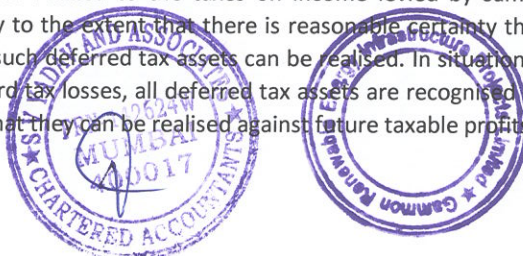 y to the extent that there is reasonable certainty th
such deferred tax assets can be realised. In situation
rd tax losses, all deferred tax assets are recognised
hat they can be realised against future taxable profit
AND ASSOCIATES
MUMBAI
CHARTERED ACCOUNTANTS
Gammon Renewable Energy Infrastructure Projects Limited